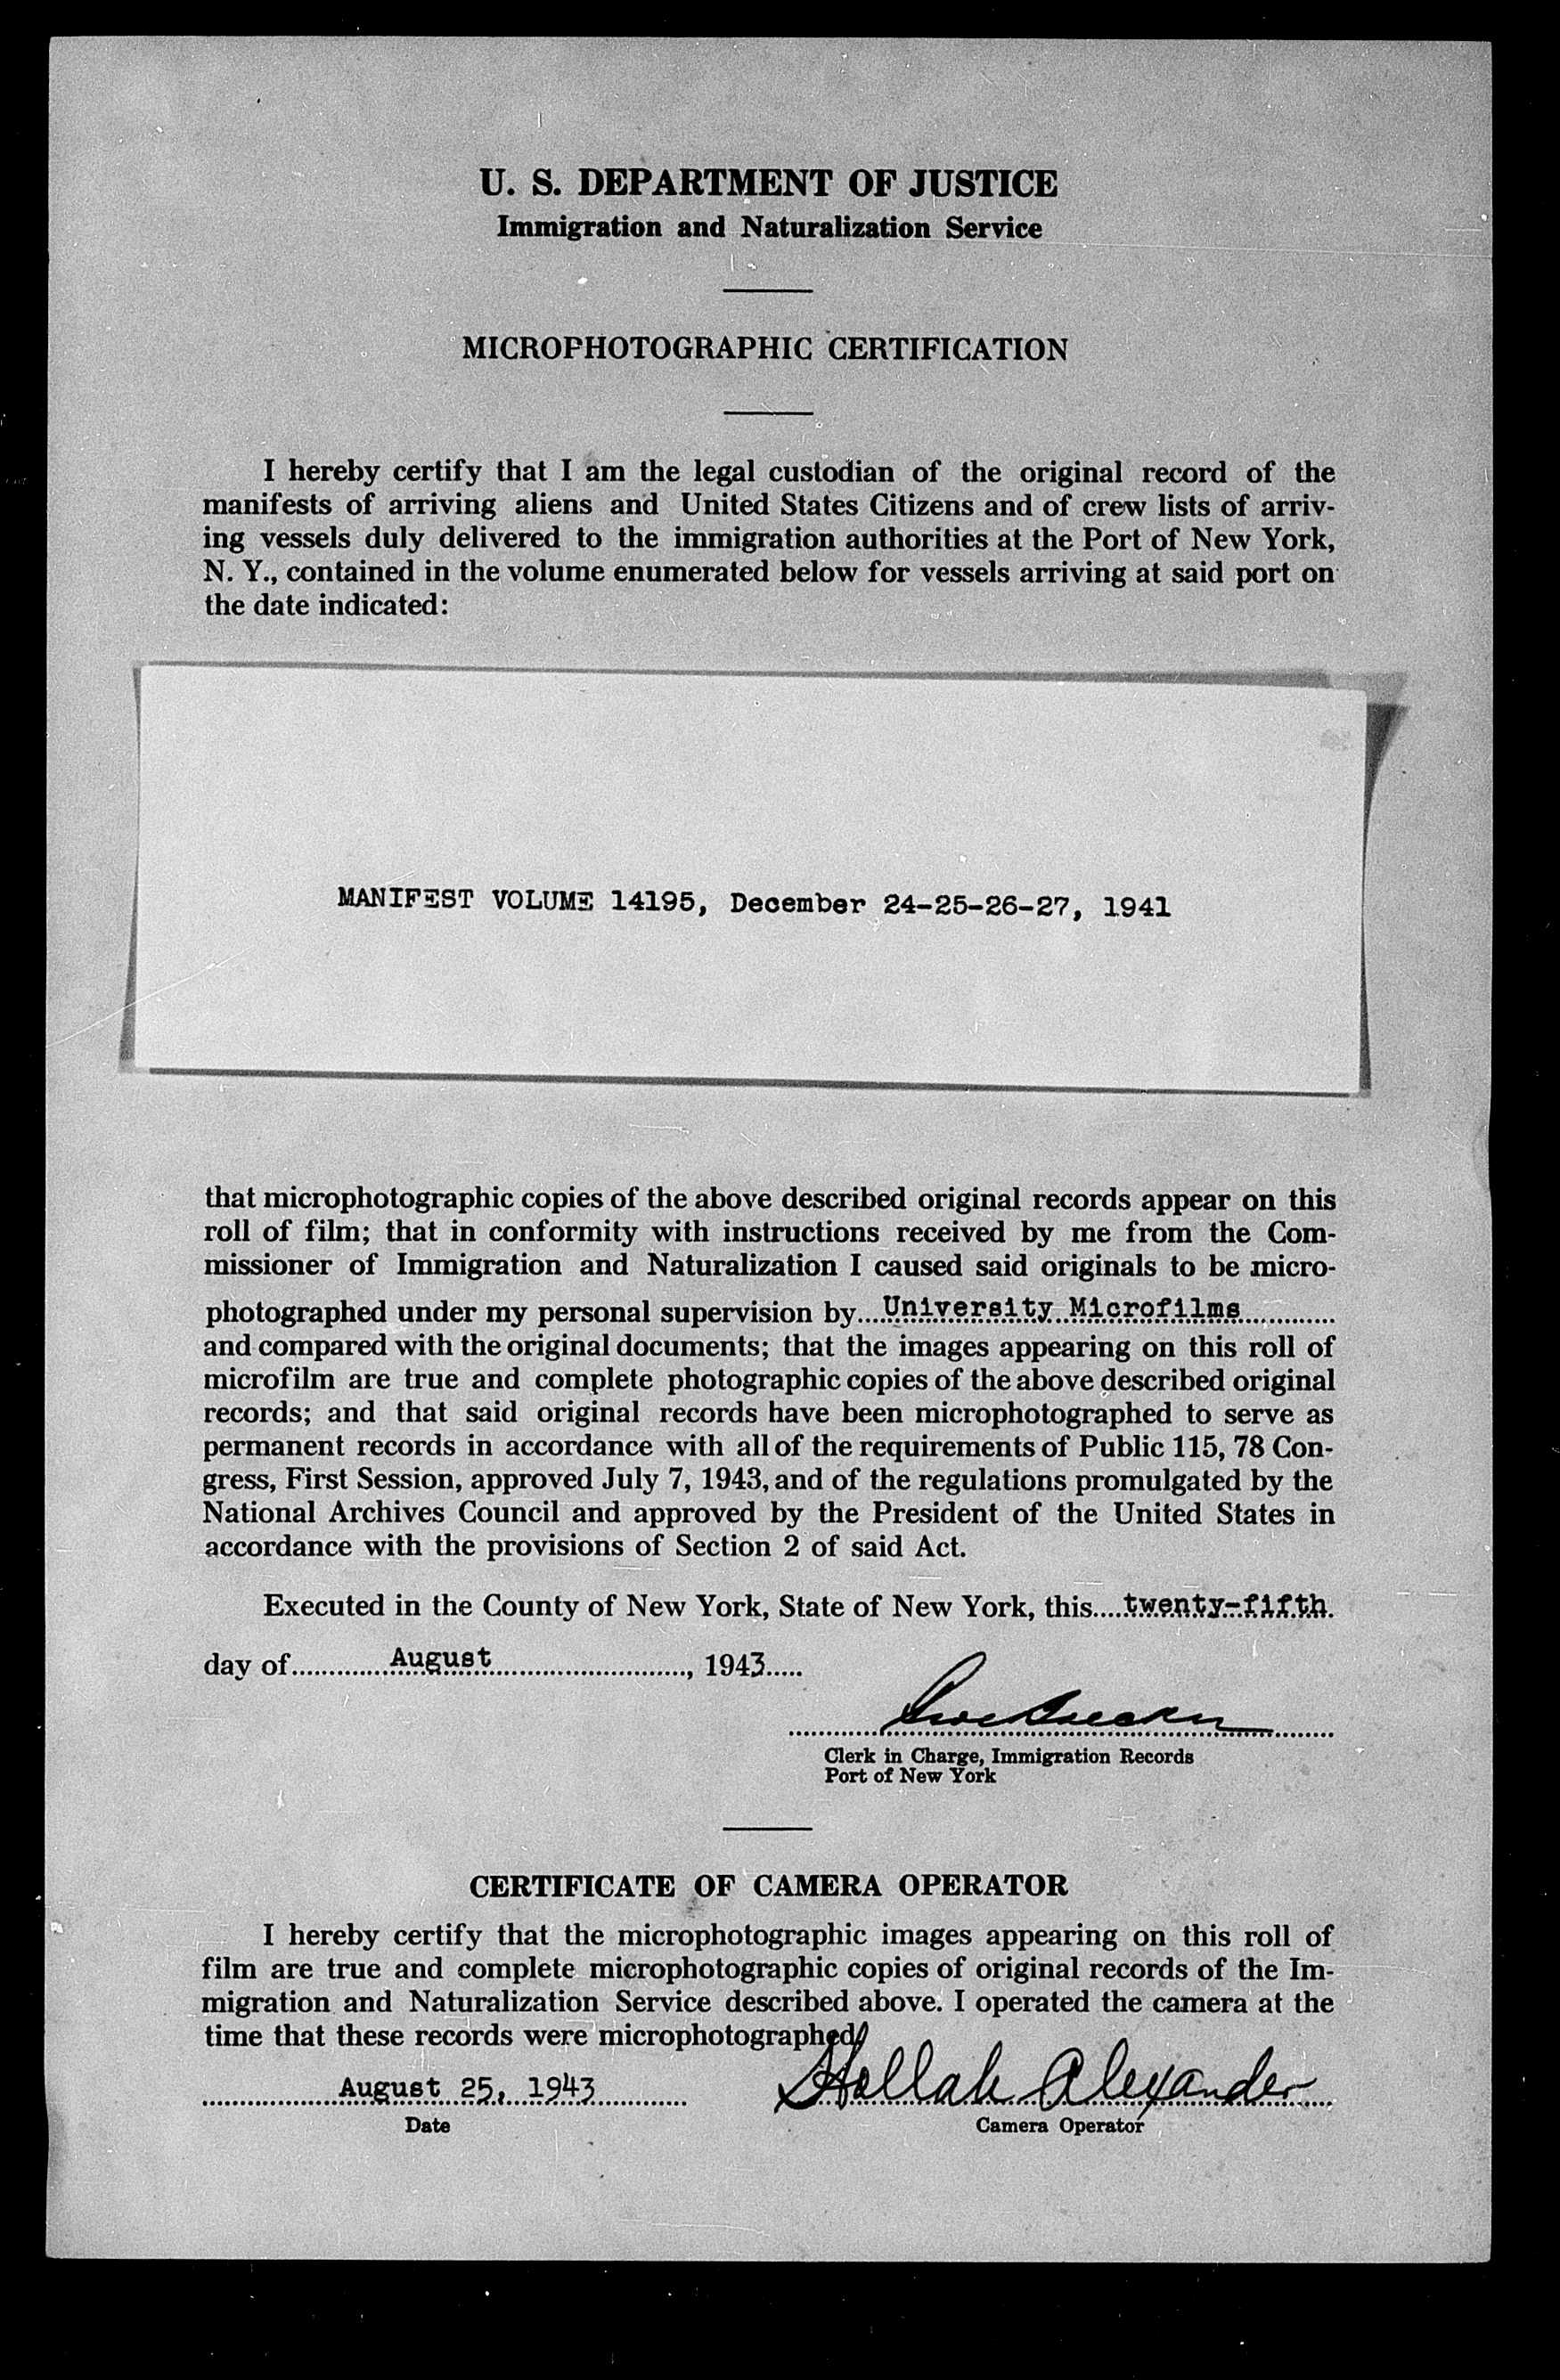 U. S. DEPARTMENT OF JUSTICE
Immigration and Naturalization Service
MICROPHOTOGRAPHIC CERTIFICATION
I hereby certify that I am the legal custodian of the original record of the
manifests of arriving aliens and United States Citizens and of crew lists of arriv-
ing vessels duly delivered to the immigration authorities at the Port of New York,
N. Y., contained in the volume enumerated below for vessels arriving at said port on
the date indicated:
MANIFEST VOLUME 14195, December 24-25-26-27, 1941
that microphotographic copies of the above described original records appear on this
roll of film; that in conformity with instructions received by me from the Com-
missioner of Immigration and Naturalization I caused said originals to be micro-
photographed under my personal supervision by....University Microfilms............
and compared with the original documents; that the images appearing on this roll of
microfilm are true and complete photographic copies of the above described original
records; and that said original records have been microphotographed to serve as
permanent records in accordance with all of the requirements of Public 115, 78 Con-
gress, First Session, approved July 7, 1943, and of the regulations promulgated by the
National Archives Council and approved by the President of the United States in
accordance with the provisions of Section 2 of said Act.
Executed in the County of New York, State of New York, this....twenty-fifth.
day of............August........................, 1943.....
Clerk in Charge, Immigration Records
Port of New York
CERTIFICATE OF CAMERA OPERATOR
I hereby certify that the microphotographic images appearing on this roll of
film are true and complete microphotographic copies of original records of the Im-
migration and Naturalization Service described above. I operated the camera at the
time that these records were microphotographed.
August 25, 1943 Hollah Alexander
Date Camera Operator